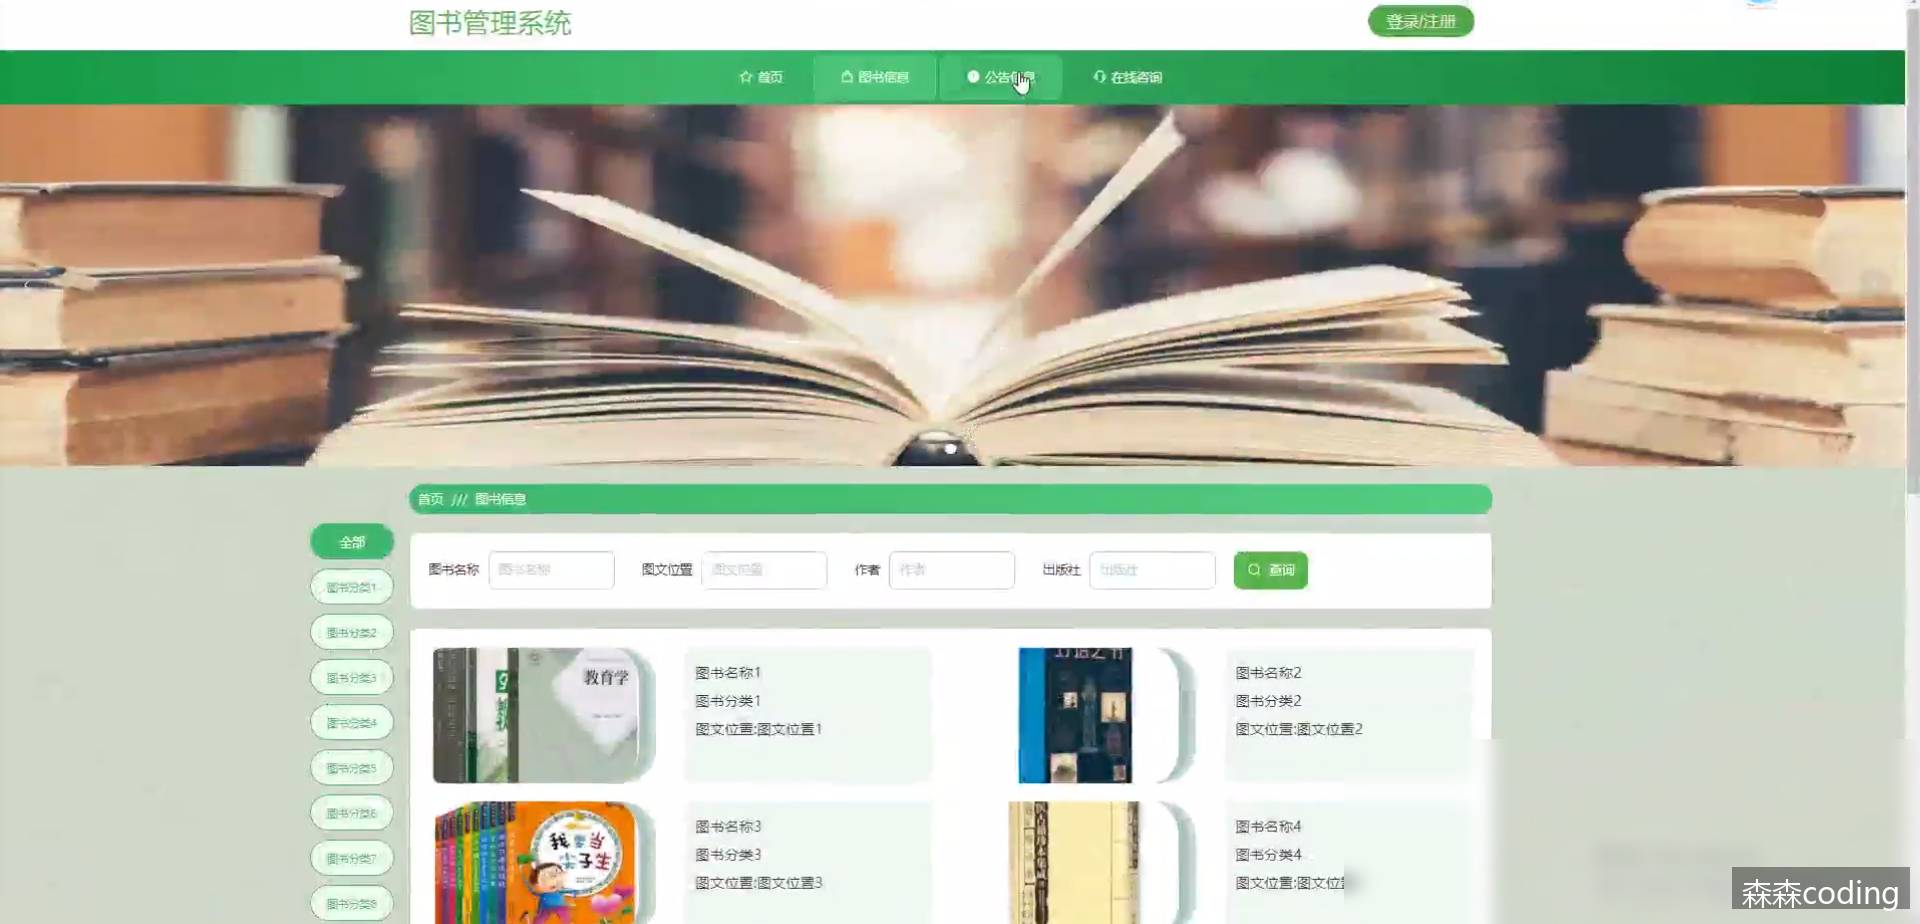 图书管理系统
登录/注册
首页 图书信息 公告信息 在线咨询
首页 /// 图书信息
全部
图书名称 图书名称 图文位置 图文位置 作者 作者 出版社 出版社 查询
图书分类1
图书分类2
图书分类3
图书分类4
图书分类5
图书分类6
图书分类7
图书分类8
教育学
图书名称1
图书分类1
图文位置:图文位置1
图书名称2
图书分类2
图文位置:图文位置2
我要当
尖子生
图书名称3
图书分类3
图文位置:图文位置3
图书名称4
图书分类4
图文位置:图文位
森森coding